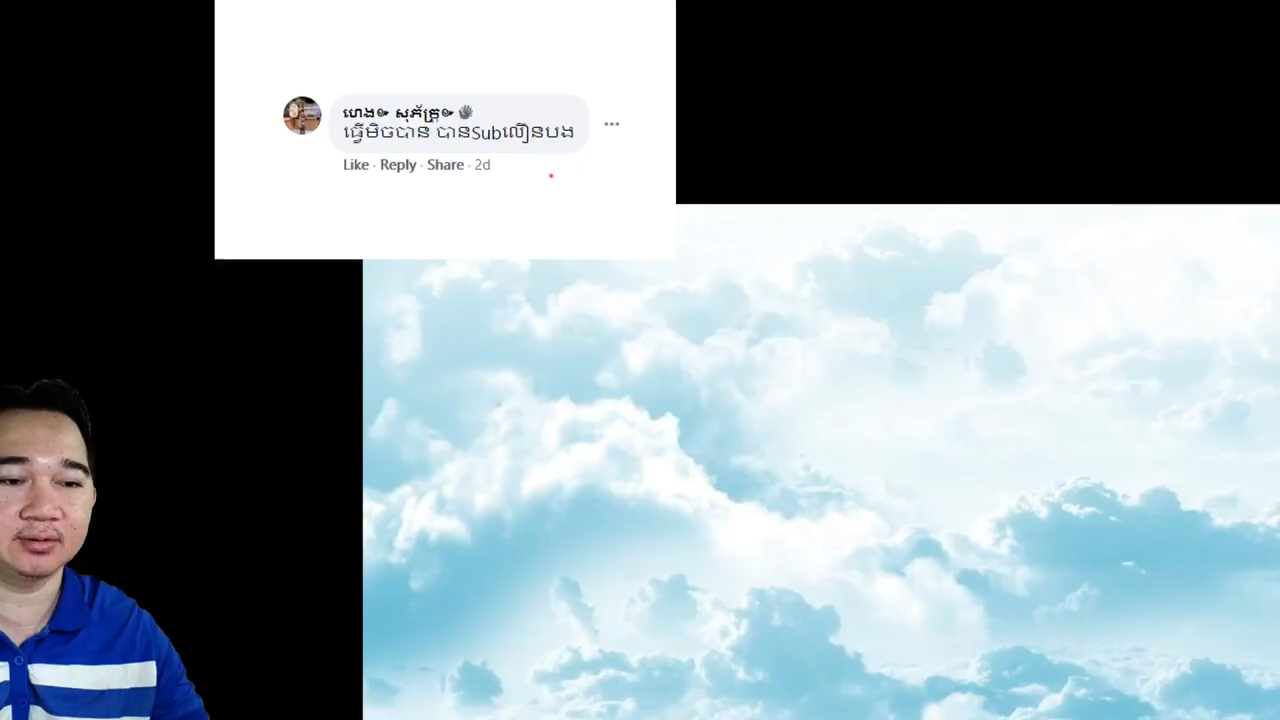 ហេង៚ សុភ័ក្ត្រ៚
ធ្វើមិចបាន បានSubលឿនបង
Like · Reply · Share · 2d